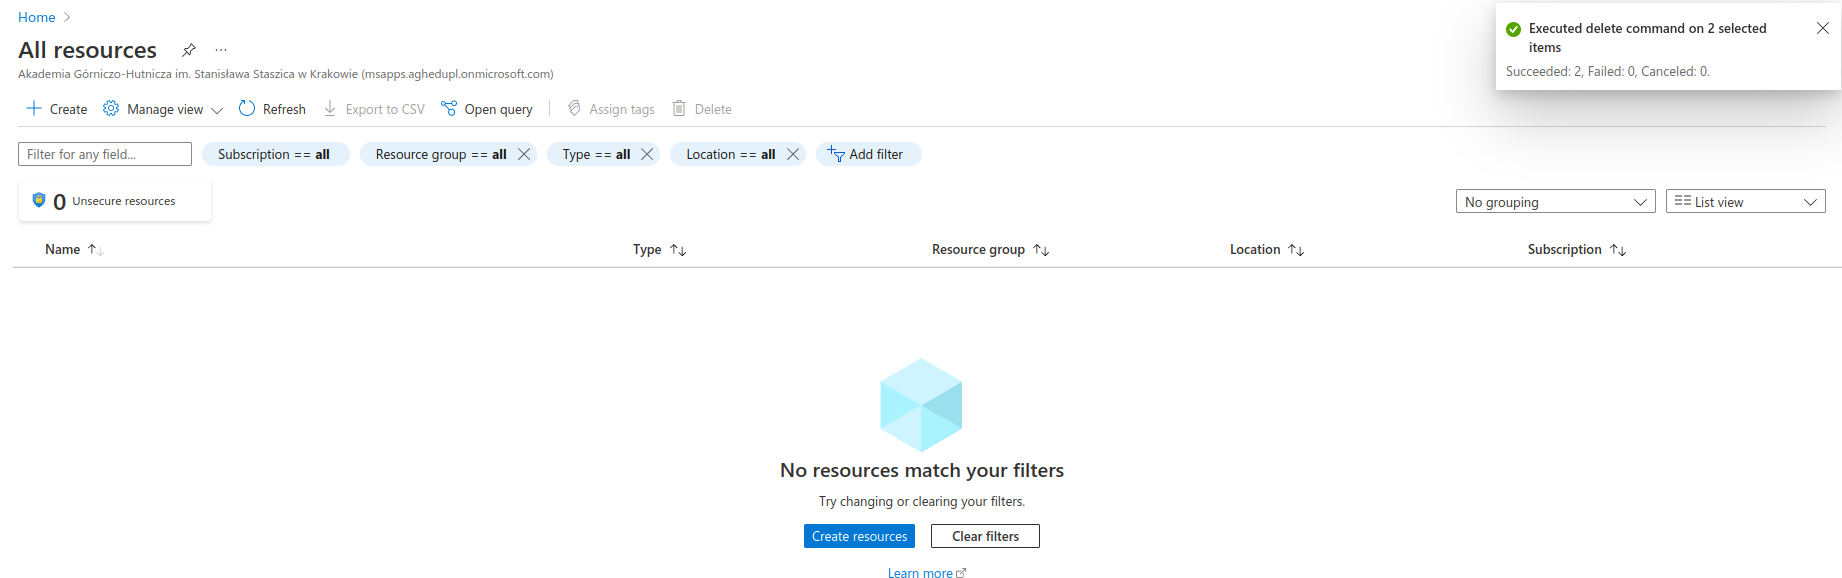 Home
All resources
Akademia Górniczo-Hutnicza im. Stanisława Staszica w Krakowie (msapps.aghedupl.onmicrosoft.com)
Executed delete command on 2 selected
items
Succeeded: 2, Failed: 0, Canceled: 0.
Create Manage view Refresh Export to CSV Open query Assign tags Delete
Filter for any field... Subscription == all Resource group == all Type == all Location == all Add filter
0 Unsecure resources No grouping List view
Name Type Resource group Location Subscription
No resources match your filters
Try changing or clearing your filters.
Create resources Clear filters
Learn more